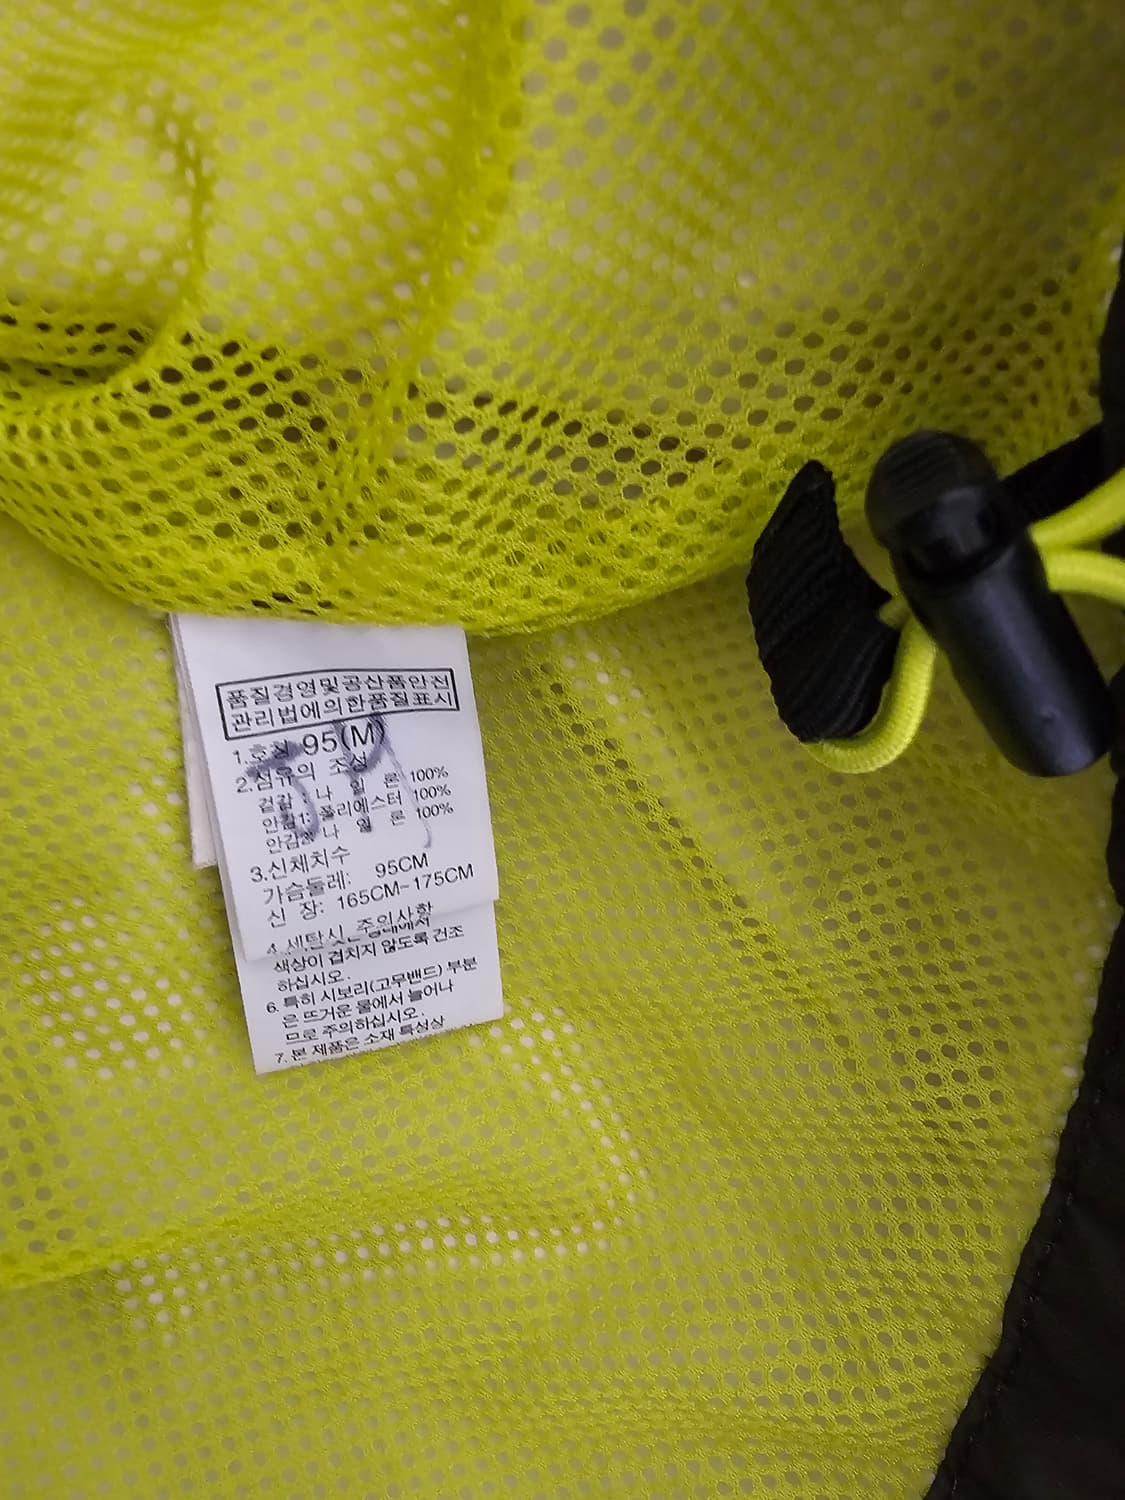 품질경영및공산품안전
관리법에의한품질표시
1.호칭 95(M)
2.섬유의 조성
겉감 : 나 일 론 100%
안감1: 폴리에스터 100%
안감 나 일 론 100%
3.신체치수
가슴둘레: 95CM
신 장: 165CM~175CM
4.세탁시 주의사항
색상이 겹치지 않도록 건조
하십시오.
6. 특히 시보리(고무밴드) 부분
은 뜨거운 물에서 늘어나
므로 주의하십시오.
7. 본 제품은 소재 특성상